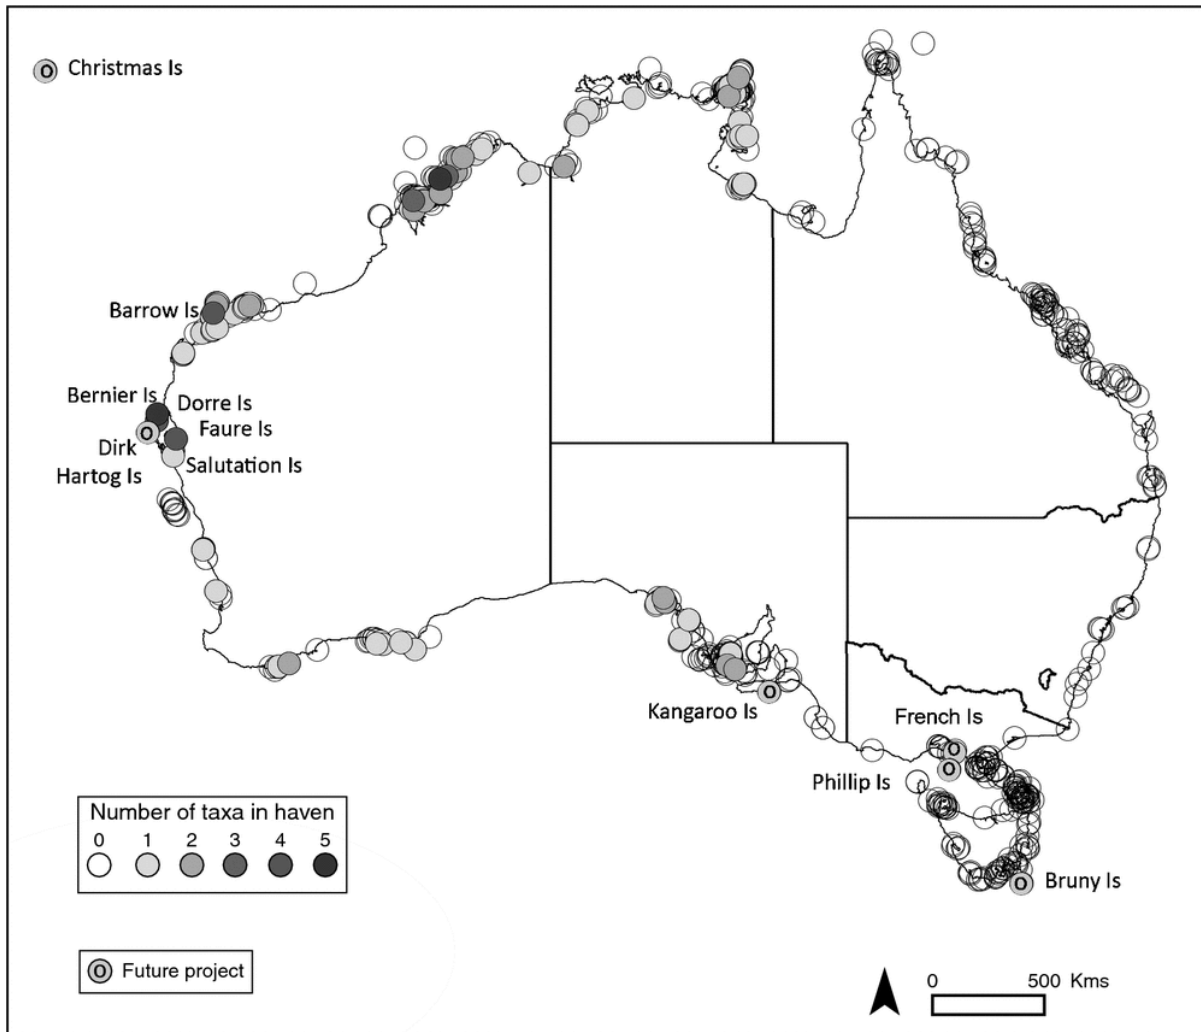 O Christmas Is
Barrow Is
Bernier Is
Dorre Is
Faure Is
O
Dirk
Hartog Is
Salutation Is
Kangaroo Is
O
French Is
O
Phillip Is
O
O
Bruny Is
Number of taxa in haven
0 1 2 3 4 5
O Future project
0 500 Kms